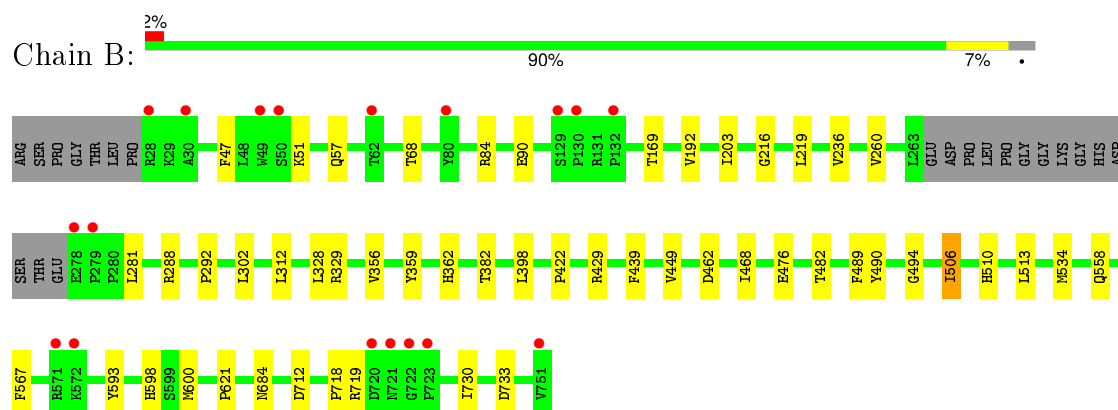 2%
Chain B:
90% 7% •
ARG SER PRO GLY THR LEU PRO R28 K29 A30 F47 L48 W49 S50 K51 Q57 T62 T68 Y80 R84 E90 S129 P130 R131 P132 T169 V192 I203 G216 L219 V236 V260 L263 GLU ASP PRO LEU PRO GLY GLY LYS GLY HIS ASP
SER THR GLU E278 P279 P280 L281 R288 P292 L302 L312 L328 R329 V356 Y359 H362 T382 L398 P422 R429 F439 V449 D462 I468 E476 T482 F489 Y490 G494 I506 H510 L513 M534 Q558
F567 R571 K572 Y593 H598 S599 M600 P621 N684 D712 P718 R719 D720 N721 G722 P723 I730 D733 V751